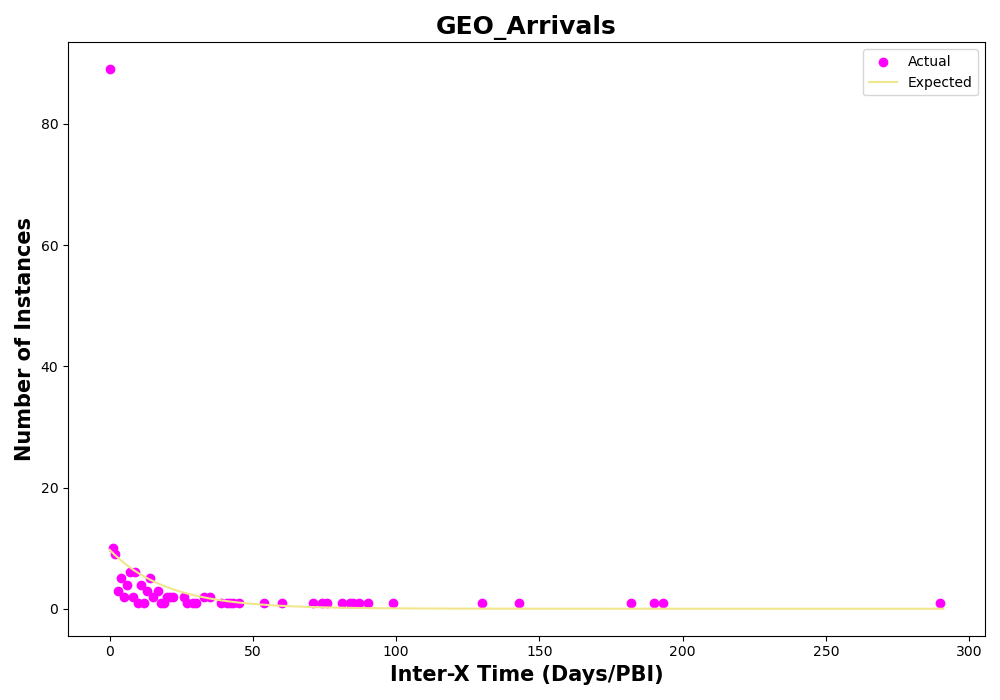 GEO_Arrivals
Actual
Expected
Number of Instances
80
60
40
20
0
0
50
100
150
200
250
300
Inter-X Time (Days/PBI)